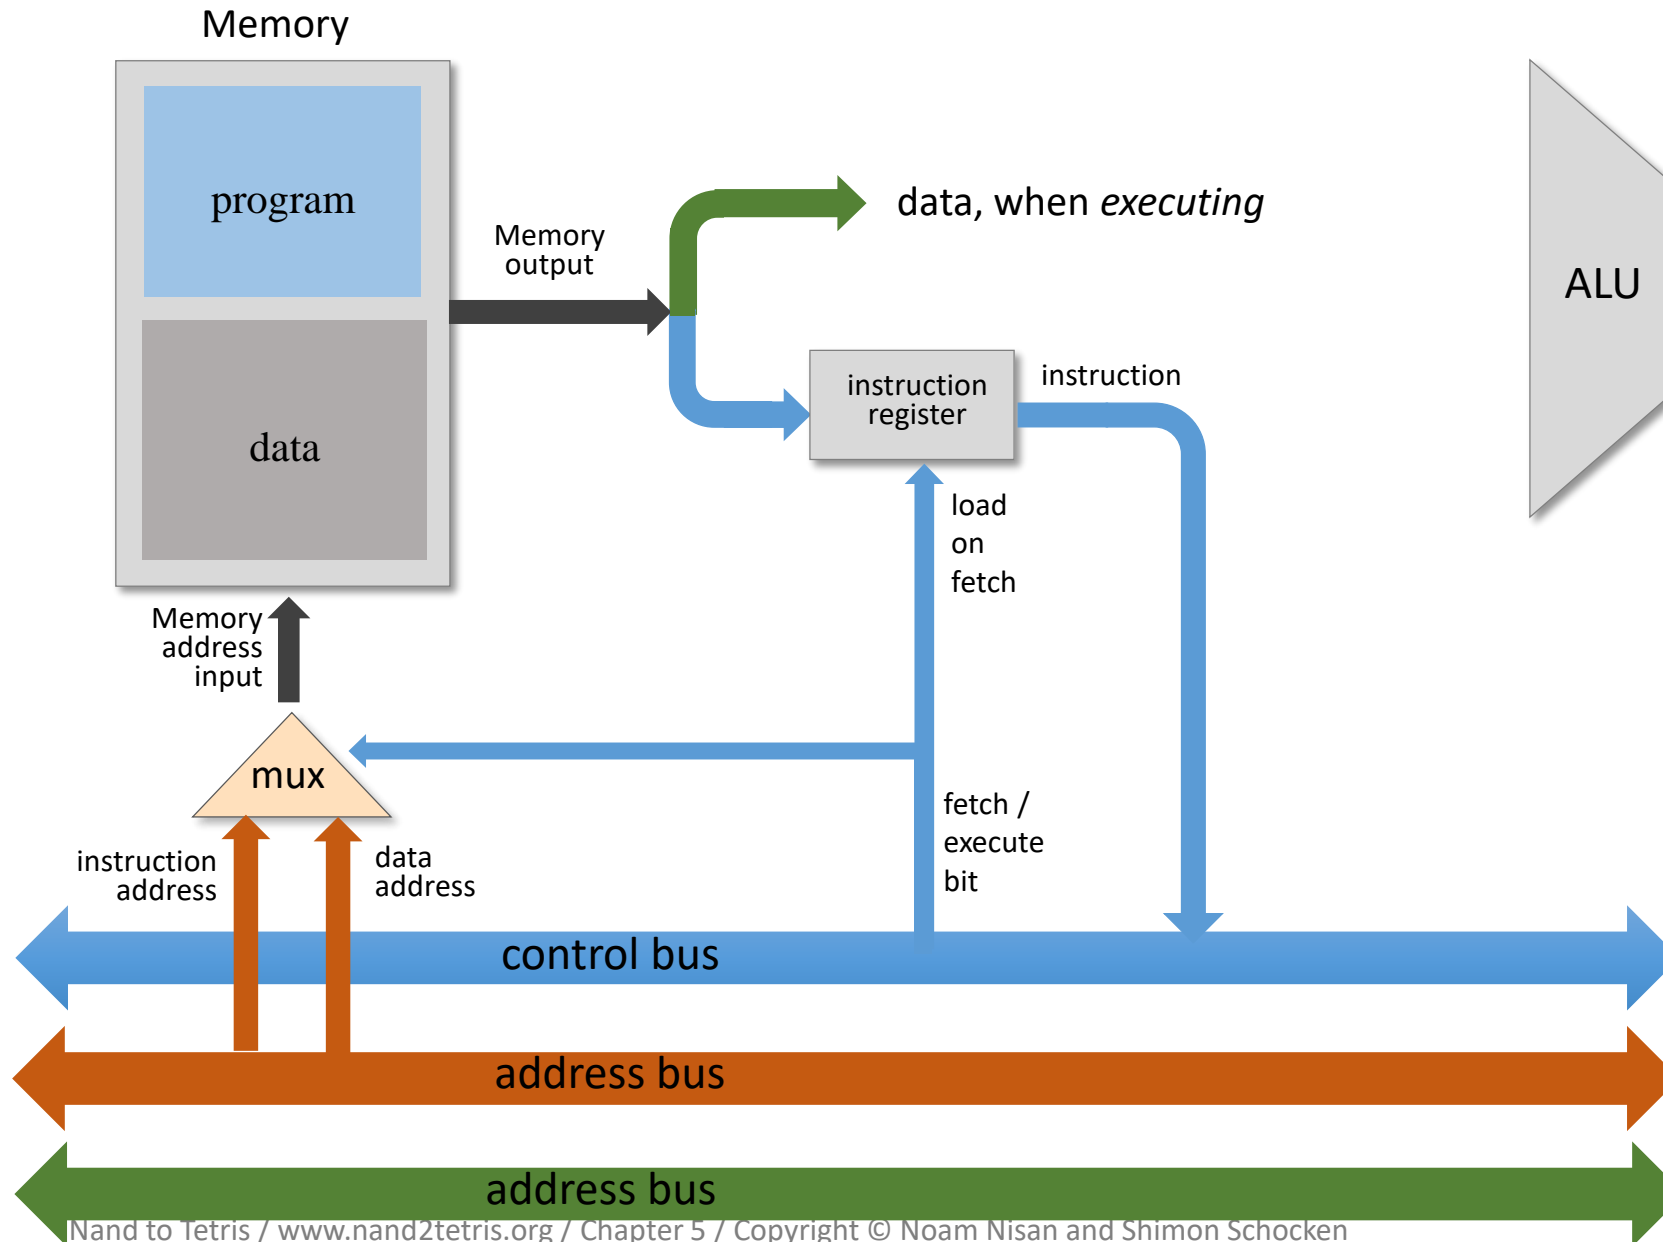 Memory
program
data
Memory
output
data, when executing
ALU
instruction
register
instruction
load
on
fetch
Memory
address
input
mux
fetch /
execute
bit
instruction
address
data
address
control bus
address bus
address bus
Nand to Tetris / www.nand2tetris.org / Chapter 5 / Copyright © Noam Nisan and Shimon Schocken